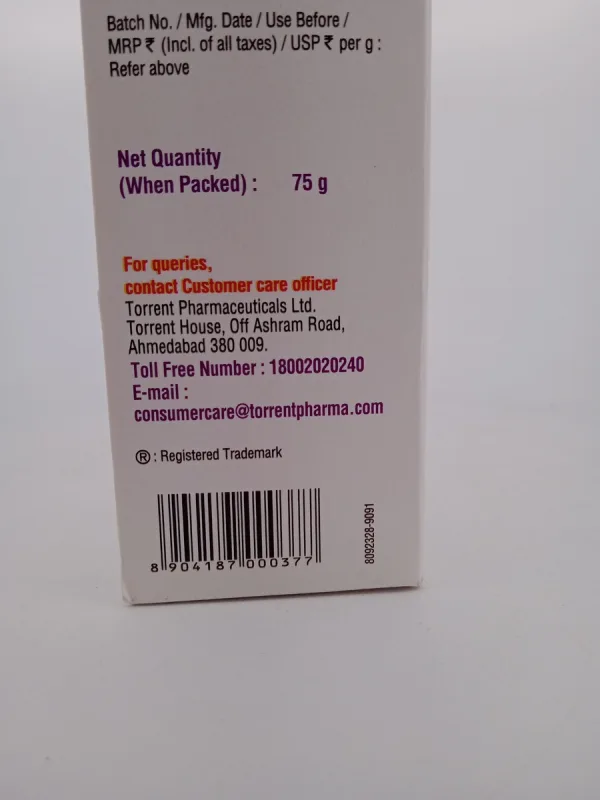 Batch No. / Mfg. Date / Use Before /
MRP ₹ (Incl. of all taxes) / USP ₹ per g :
Refer above
Net Quantity
(When Packed) : 75 g
For queries,
contact Customer care officer
Torrent Pharmaceuticals Ltd.
Torrent House, Off Ashram Road,
Ahmedabad 380 009.
Toll Free Number : 18002020240
E-mail :
consumercare@torrentpharma.com
® : Registered Trademark
8 904187 000377
8092328-9091